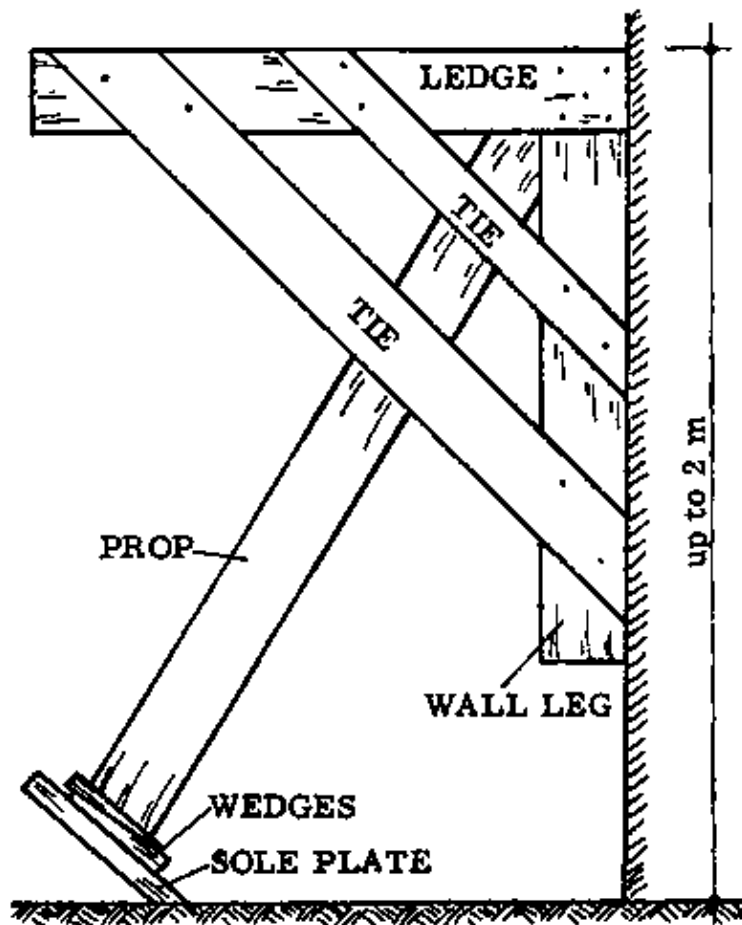 LEDGE
TIE
TIE
up to 2 m
PROP
WALL LEG
WEDGES
SOLE PLATE